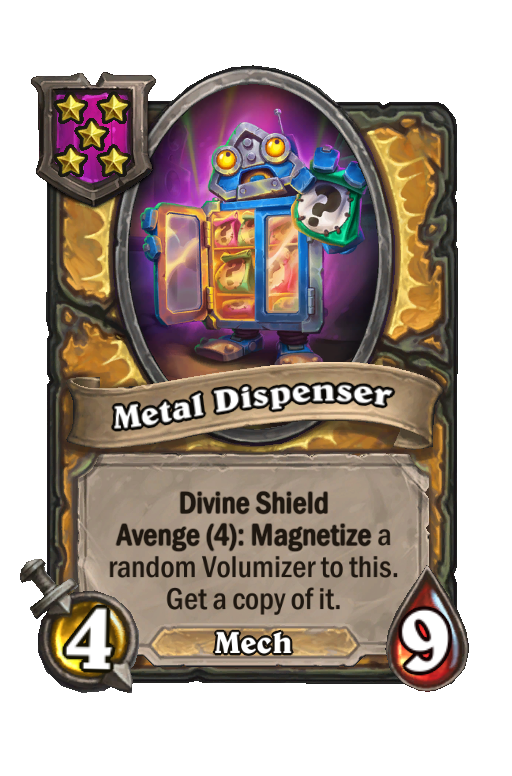 ?
Metal Dispenser
Divine Shield
Avenge (4): Magnetize a
random Volumizer to this.
Get a copy of it.
4
Mech
9